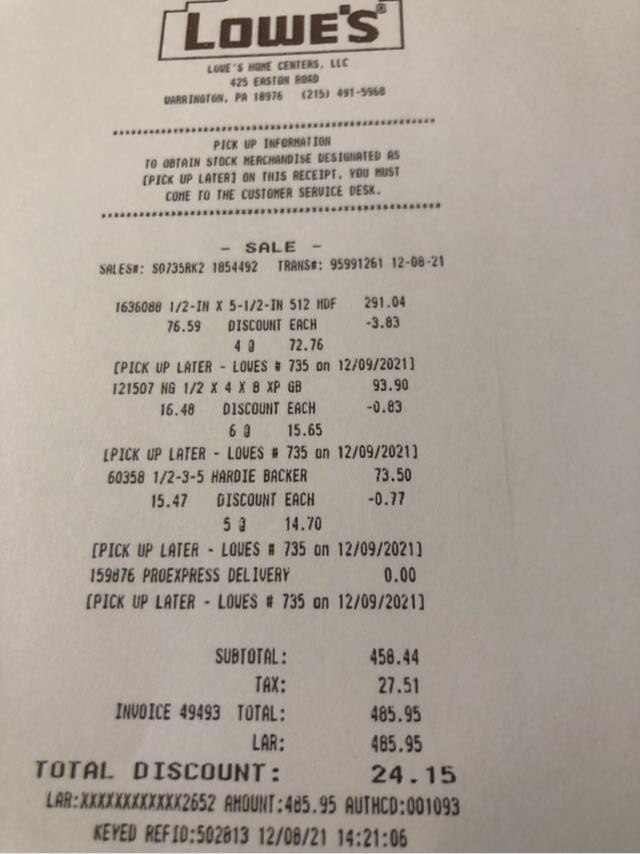 LOWE'S®
LOWE'S HOME CENTERS, LLC
425 EASTON ROAD
WARRINGTON, PA 18976 (215) 491-5968
****************************************
PICK UP INFORMATION
TO OBTAIN STOCK MERCHANDISE DESIGNATED AS
[PICK UP LATER] ON THIS RECEIPT, YOU MUST
COME TO THE CUSTOMER SERVICE DESK.
****************************************
- SALE -
SALES#: S0735RK2 1854492 TRANS#: 95991261 12-08-21
1636088 1/2-IN X 5-1/2-IN 512 MDF 291.04
76.59 DISCOUNT EACH -3.83
4 @ 72.76
[PICK UP LATER - LOWES # 735 on 12/09/2021]
121507 NG 1/2 X 4 X 8 XP GB 93.90
16.48 DISCOUNT EACH -0.83
6 @ 15.65
[PICK UP LATER - LOWES # 735 on 12/09/2021]
60358 1/2-3-5 HARDIE BACKER 73.50
15.47 DISCOUNT EACH -0.77
5 @ 14.70
[PICK UP LATER - LOWES # 735 on 12/09/2021]
159876 PROEXPRESS DELIVERY 0.00
[PICK UP LATER - LOWES # 735 on 12/09/2021]
SUBTOTAL: 458.44
TAX: 27.51
INVOICE 49493 TOTAL: 485.95
LAR: 485.95
TOTAL DISCOUNT: 24.15
LAR:XXXXXXXXXXXX2652 AMOUNT:485.95 AUTHCD:001093
KEYED REFID:502813 12/08/21 14:21:06